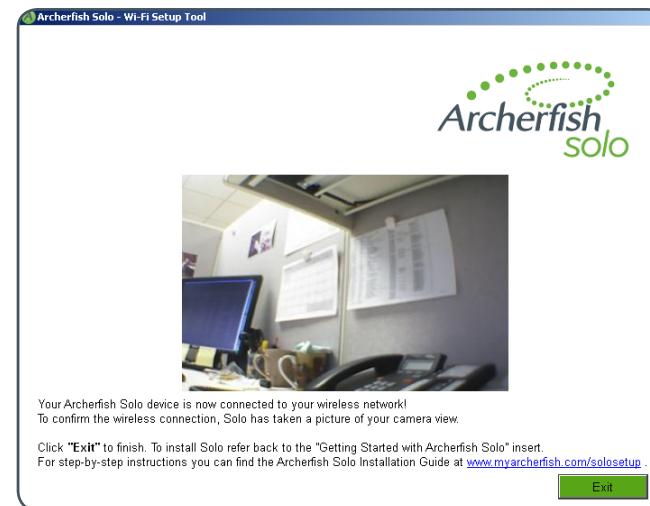 Archerfish Solo - Wi-Fi Setup Tool
Archerfish
solo
Your Archerfish Solo device is now connected to your wireless network!
To confirm the wireless connection, Solo has taken a picture of your camera view.
Click "Exit" to finish. To install Solo refer back to the "Getting Started with Archerfish Solo" insert.
For step-by-step instructions you can find the Archerfish Solo Installation Guide at www.myarcherfish.com/solosetup .
Exit